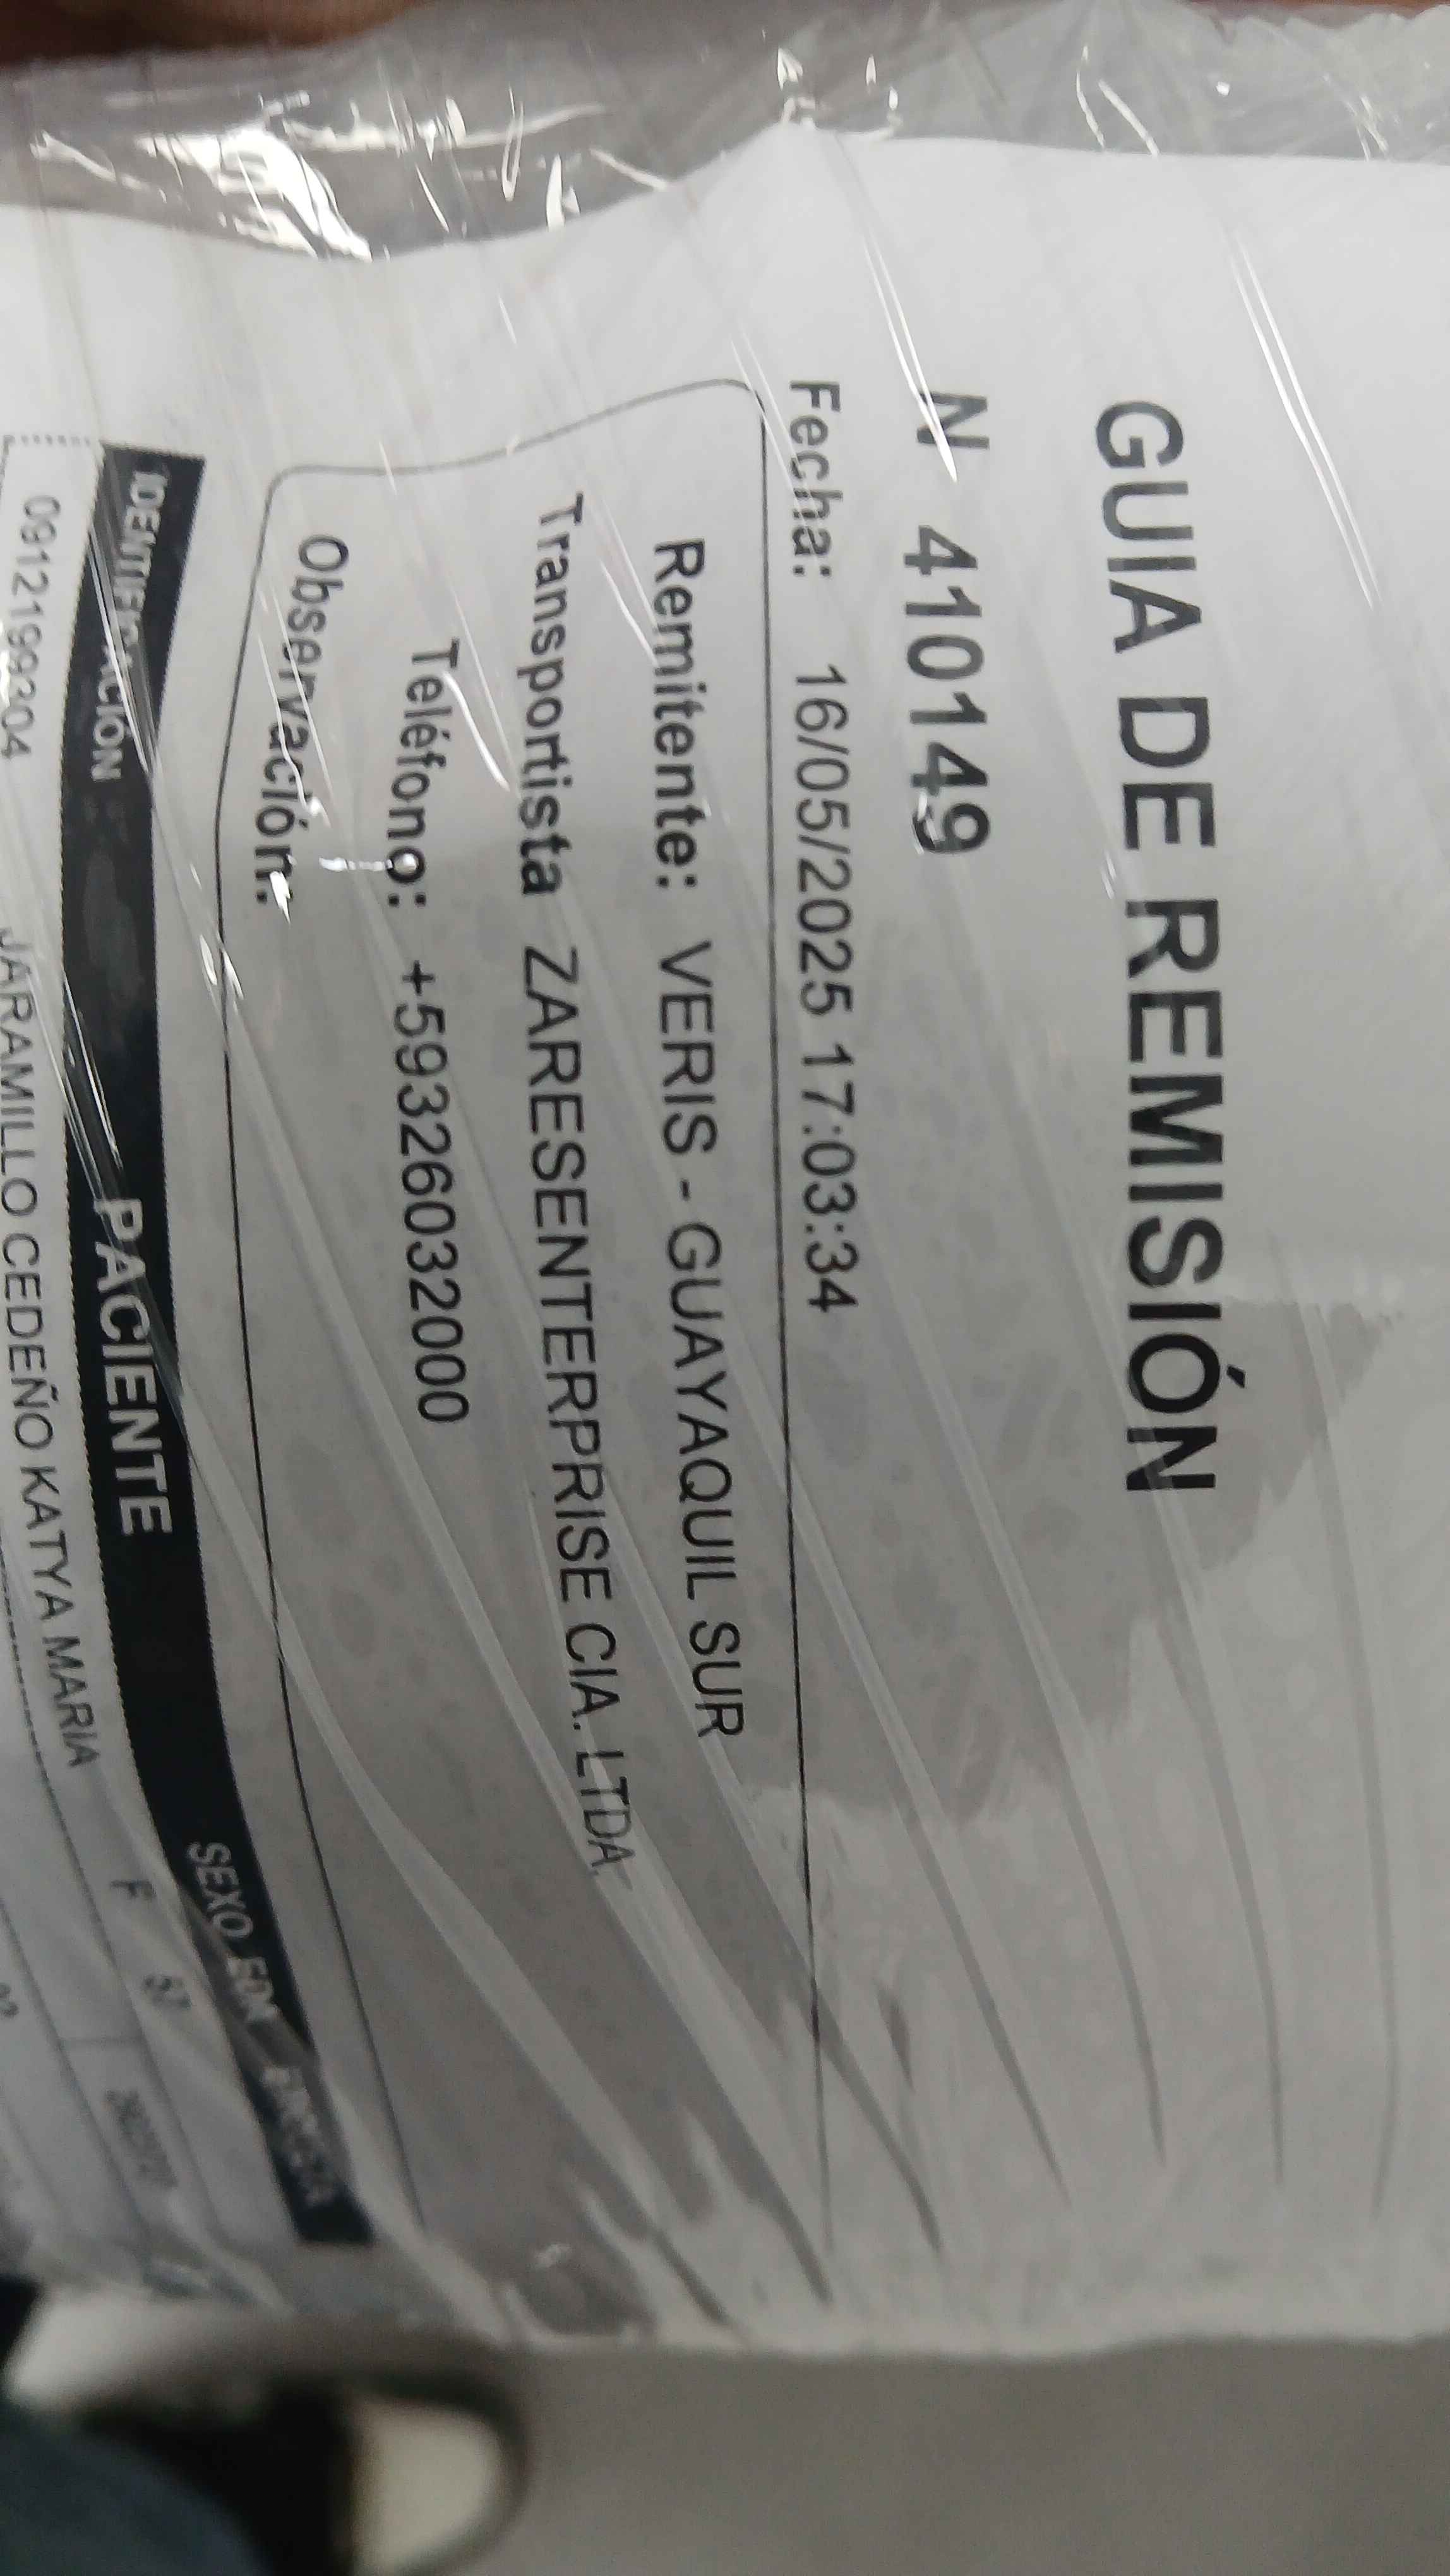 GUIA DE REMISIÓN
N 410149
Fecha: 16/05/2025 17:03:34
Remitente: VERIS - GUAYAQUIL SUR
Transportista ZARESENTERPRISE CIA. LTDA.
Teléfono: +59326032000
Observación:
IDENTIFICACIÓN PACIENTE SEXO
JARAMILLO CEDEÑO KATYA MARIA F